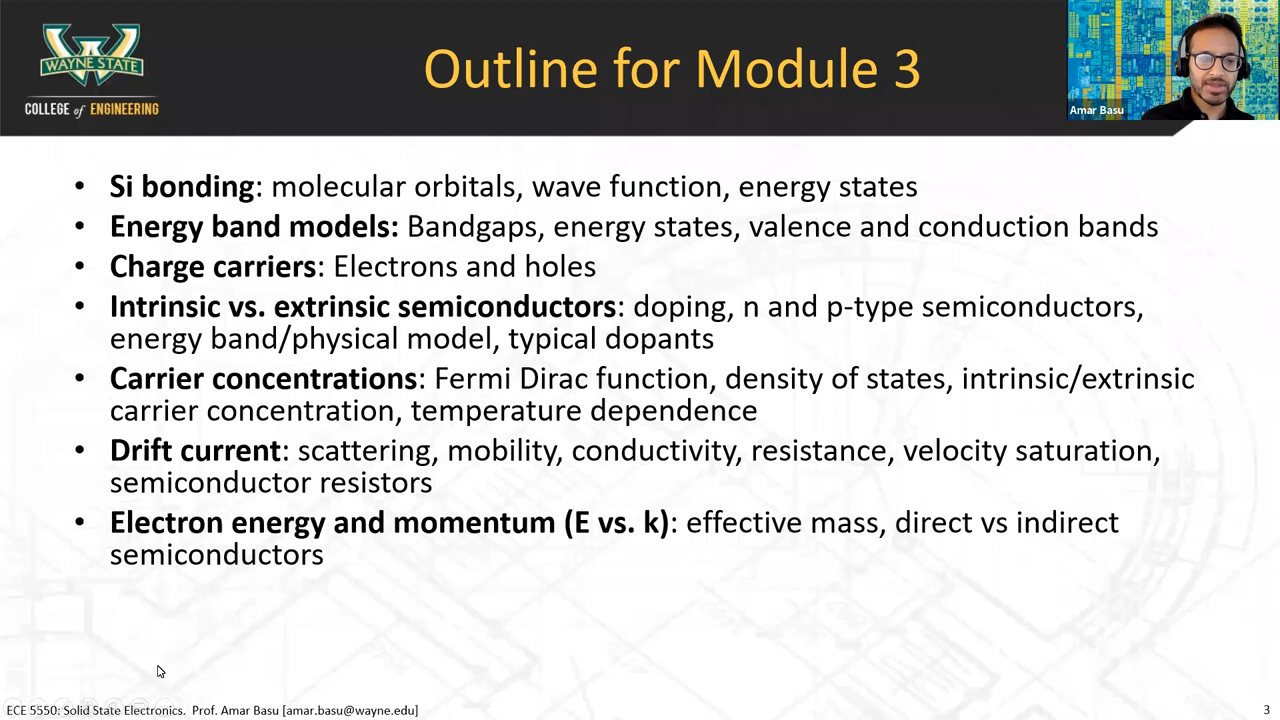 WAYNE STATE
COLLEGE of ENGINEERING
Outline for Module 3
Amar Basu
• Si bonding: molecular orbitals, wave function, energy states
• Energy band models: Bandgaps, energy states, valence and conduction bands
• Charge carriers: Electrons and holes
• Intrinsic vs. extrinsic semiconductors: doping, n and p-type semiconductors,
energy band/physical model, typical dopants
• Carrier concentrations: Fermi Dirac function, density of states, intrinsic/extrinsic
carrier concentration, temperature dependence
• Drift current: scattering, mobility, conductivity, resistance, velocity saturation,
semiconductor resistors
• Electron energy and momentum (E vs. k): effective mass, direct vs indirect
semiconductors
ECE 5550: Solid State Electronics. Prof. Amar Basu [amar.basu@wayne.edu]
3